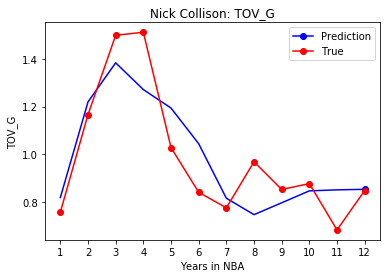 Nick Collison: TOV_G
Prediction
True
TOV_G
1.4
1.2
1.0
0.8
1 2 3 4 5 6 7 8 9 10 11 12
Years in NBA